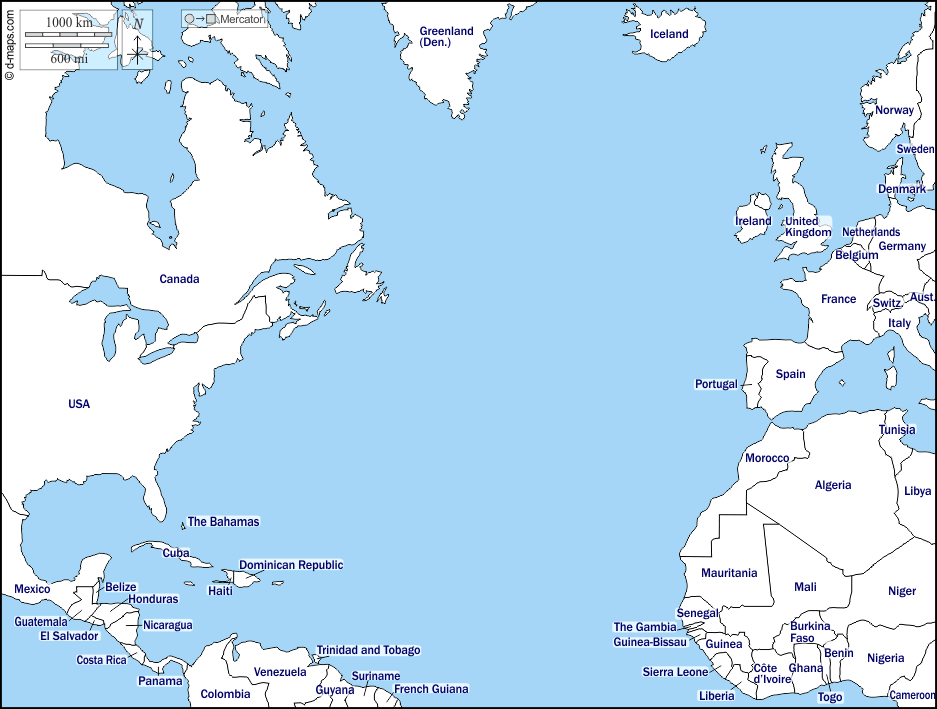 © d-maps.com
1000 km
600 mi
N
Mercator
Greenland
(Den.)
Iceland
Norway
Sweden
Denmark
Ireland
United
Kingdom
Netherlands
Germany
Belgium
Canada
France
Switz.
Aust.
Italy
Spain
Portugal
USA
Tunisia
Morocco
Algeria
Libya
The Bahamas
Cuba
Dominican Republic
Haiti
Mexico
Belize
Honduras
Guatemala
El Salvador
Nicaragua
Costa Rica
Panama
Mauritania
Mali
Niger
Senegal
The Gambia
Guinea-Bissau
Guinea
Burkina
Faso
Benin
Nigeria
Sierra Leone
Côte
d'Ivoire
Ghana
Liberia
Togo
Cameroon
Trinidad and Tobago
Venezuela
Suriname
Guyana
French Guiana
Colombia